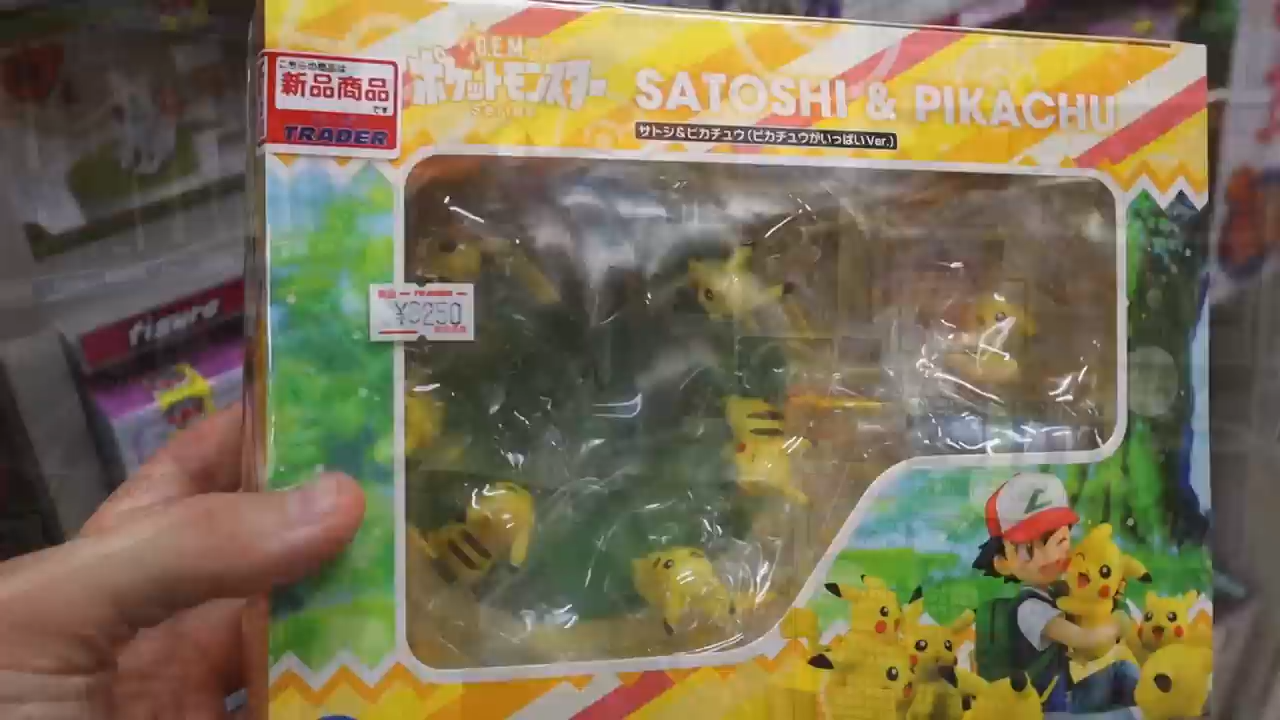 こちらの商品は
新品商品
です
TRADER
G.E.M.
ポケットモンスター
SATOSHI & PIKACHU
サトシ&ピカチュウ(ピカチュウがいっぱいVer.)
figure